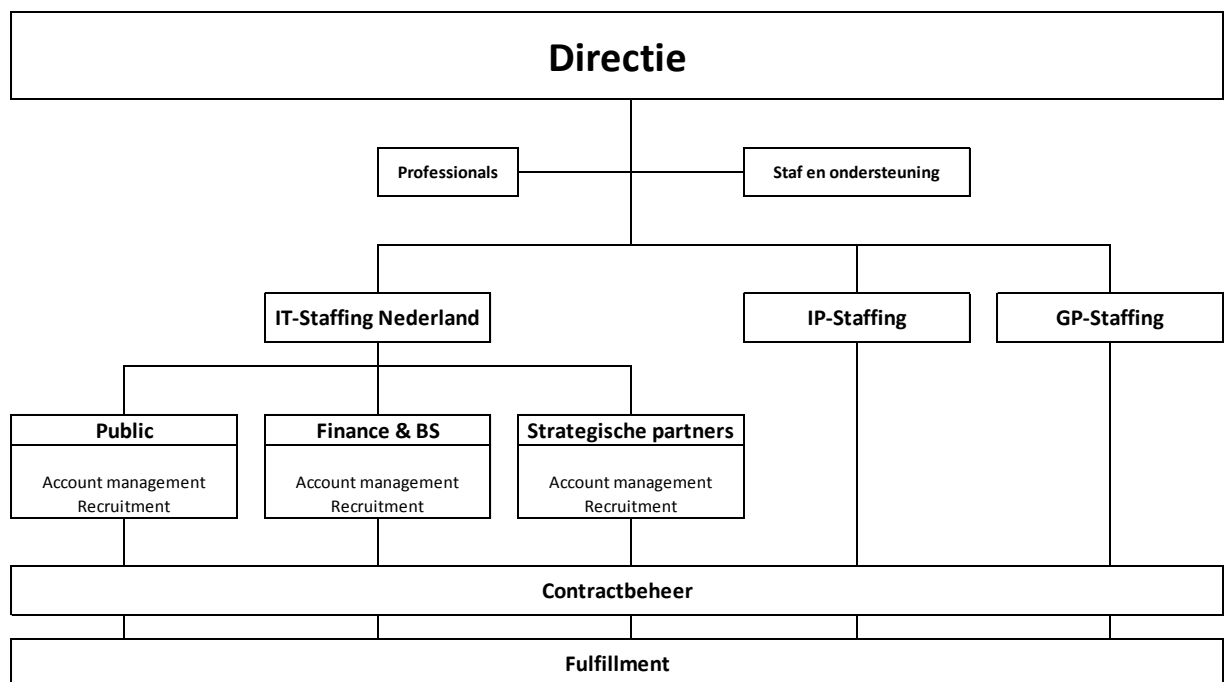 Directie
Professionals
Staf en ondersteuning
IT-Staffing Nederland
IP-Staffing
GP-Staffing
Public
Finance & BS
Strategische partners
Account management
Recruitment
Account management
Recruitment
Account management
Recruitment
Contractbeheer
Fulfillment